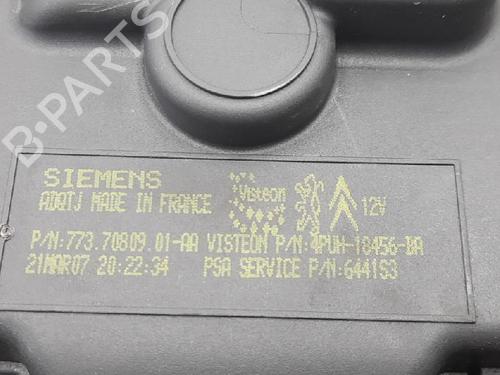 B-PARTS
SIEMENS
ADQTJ MADE IN FRANCE
Visteon
12V
P/N:773.70809.01-AA VISTEON P/N:4PUH-18456-DA
21MAR07 20:22:34 PSA SERVICE P/N:6441S3